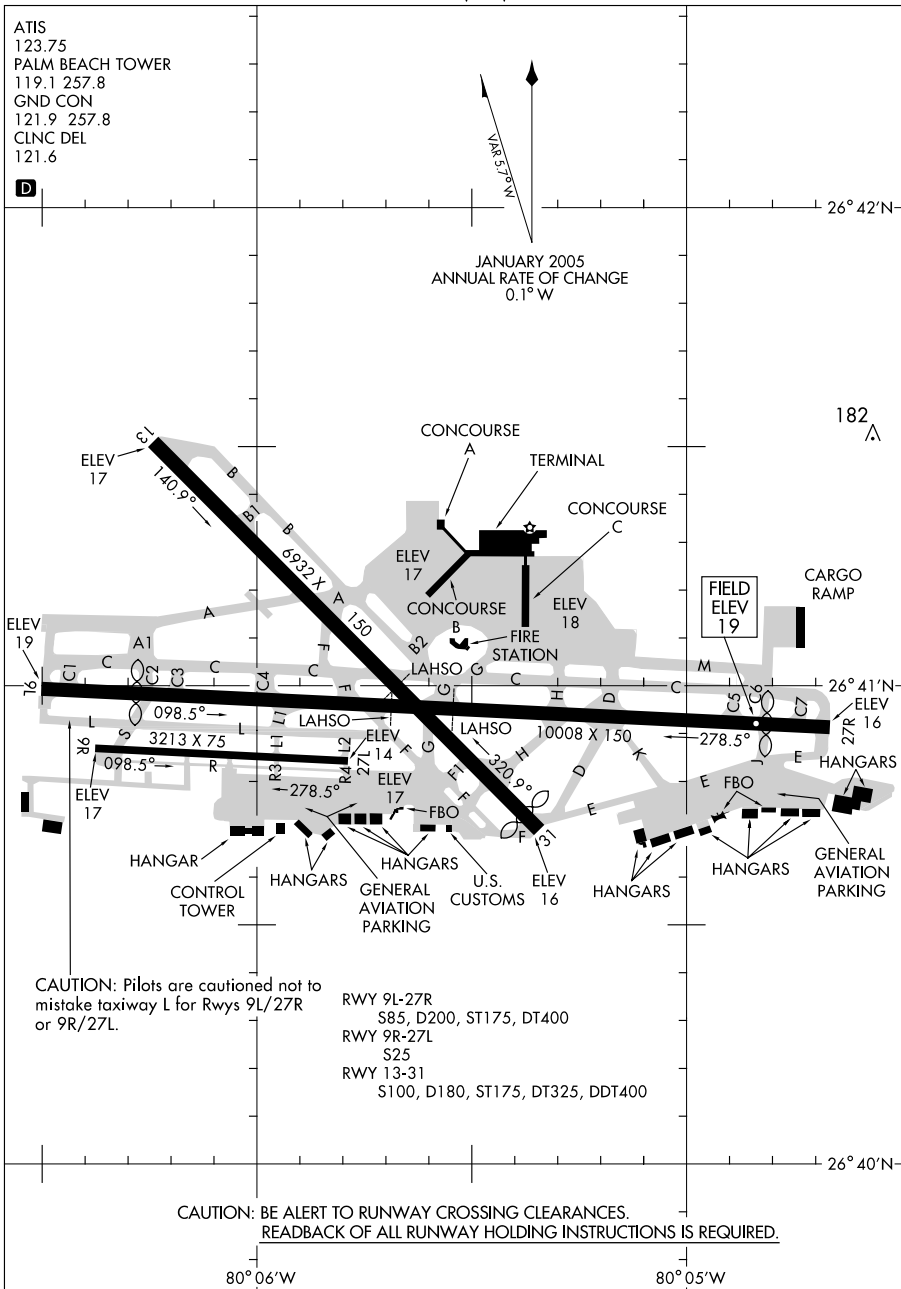 ATIS
123.75
PALM BEACH TOWER
119.1 257.8
GND CON
121.9 257.8
CLNC DEL
121.6
D
VAR 5.7° W
26° 42'N
JANUARY 2005
ANNUAL RATE OF CHANGE
0.1° W
182
CONCOURSE
A
TERMINAL
CONCOURSE
C
13
ELEV
17
140.9°
B
B1
B
6932 X
150
ELEV
17
CONCOURSE
B
ELEV
18
FIRE
STATION
FIELD
ELEV
19
CARGO
RAMP
A
A
F
B2
LAHSO
ELEV
19
A1
C1
C
C2
C3
C
C4
C
F
G
G
C
H
D
C
M
C5
C6
C7
26° 41'N
9L
098.5°
LAHSO
LAHSO
10008 X 150
278.5°
ELEV
16
27R
L
S
L
L1
L1
L2
9R
3213 X 75
098.5°
R
R3
R4
27L
ELEV
14
278.5°
ELEV
17
ELEV
17
F
G
F1
F
F
320.9°
H
H
D
K
E
E
J
E
31
ELEV
16
FBO
FBO
HANGARS
HANGAR
CONTROL
TOWER
HANGARS
GENERAL
AVIATION
PARKING
HANGARS
U.S.
CUSTOMS
HANGARS
HANGARS
GENERAL
AVIATION
PARKING
CAUTION: Pilots are cautioned not to
mistake taxiway L for Rwys 9L/27R
or 9R/27L.
RWY 9L-27R
S85, D200, ST175, DT400
RWY 9R-27L
S25
RWY 13-31
S100, D180, ST175, DT325, DDT400
26° 40'N
CAUTION: BE ALERT TO RUNWAY CROSSING CLEARANCES.
READBACK OF ALL RUNWAY HOLDING INSTRUCTIONS IS REQUIRED.
80° 06'W
80° 05'W